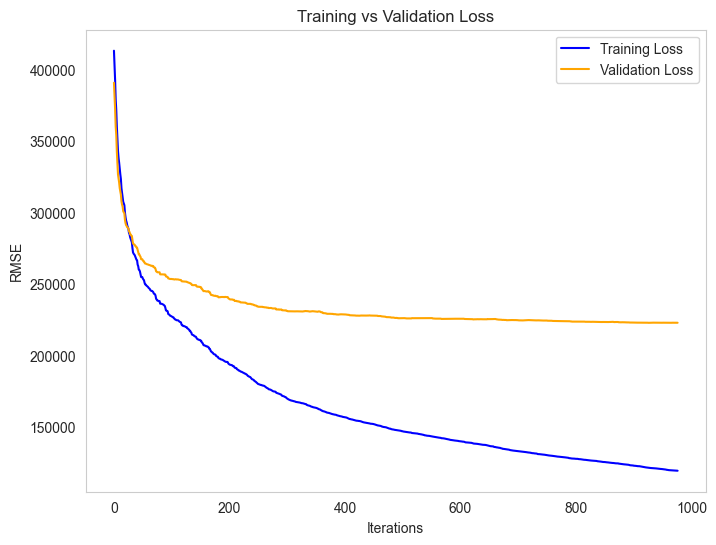 Training vs Validation Loss
Training Loss
Validation Loss
400000
350000
300000
250000
200000
150000
RMSE
0
200
400
600
800
1000
Iterations